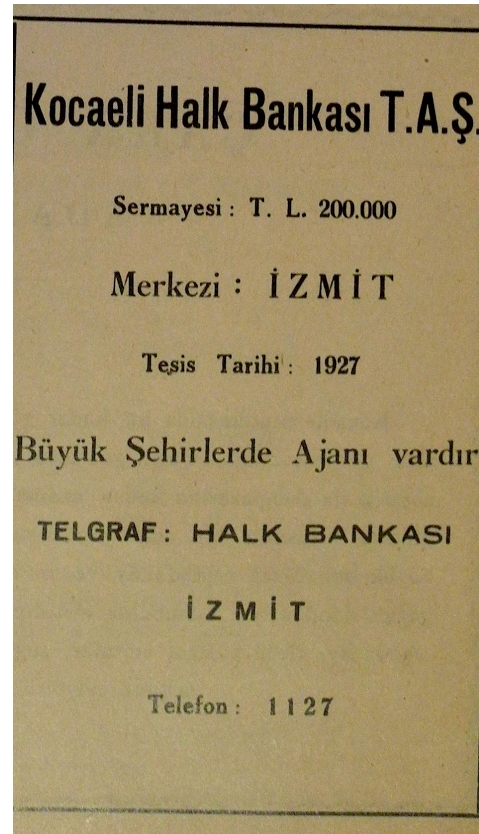 Kocaeli Halk Bankası T.A.Ş.
Sermayesi : T. L. 200.000
Merkezi : İZMİT
Tesis Tarihi : 1927
Büyük Şehirlerde Ajanı vardır
TELGRAF: HALK BANKASI
İZMİT
Telefon : 1127